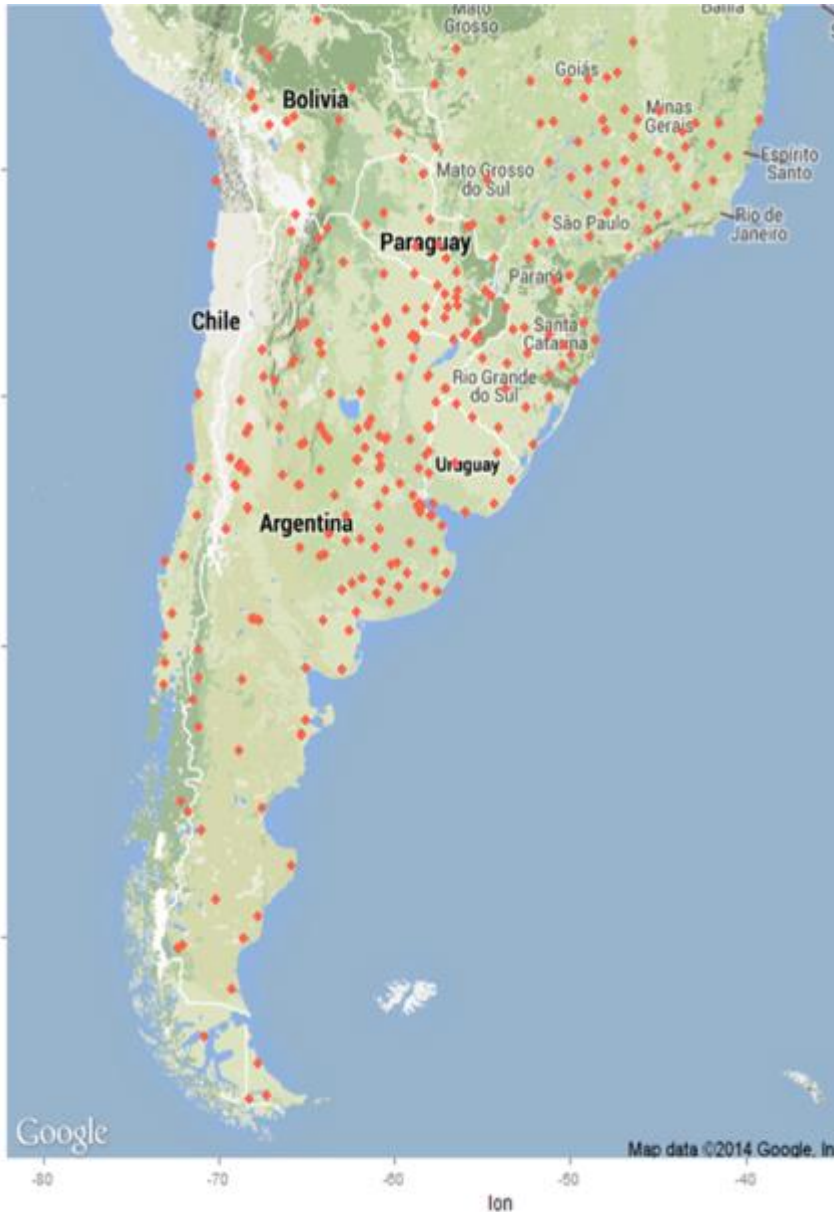 Mato
Grosso
Bahia
Goiás
Bolivia
Minas
Gerais
Espírito
Santo
Mato Grosso
do Sul
São Paulo
Rio de
Janeiro
Paraguay
Paraná
Chile
Santa
Catarina
Rio Grande
do Sul
Uruguay
Argentina
Google
Map data ©2014 Google, In
-80 -70 -60 -50 -40
lon